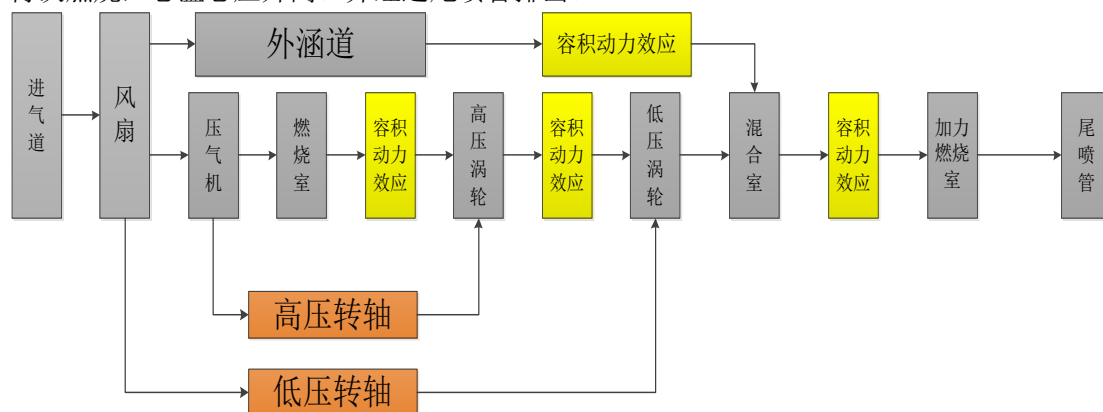 外涵道
容积动力效应
进气道
风扇
压气机
燃烧室
容积
动力
效应
高压涡轮
容积
动力
效应
低压涡轮
混合室
容积
动力
效应
加力
燃烧
室
尾喷管
高压转轴
低压转轴